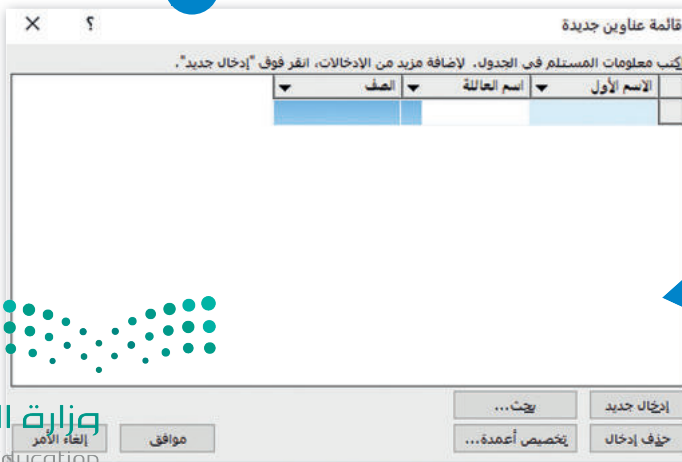 قائمة عناوين جديدة
؟ ×
كتب معلومات المستلم في الجدول. لإضافة مزيد من الإدخالات، انقر فوق "إدخال جديد".
الاسم الأول اسم العائلة الصف
إدخال جديد بحث...
حذف إدخال تخصيص أعمدة... موافق إلغاء الأمر
وزارة ال